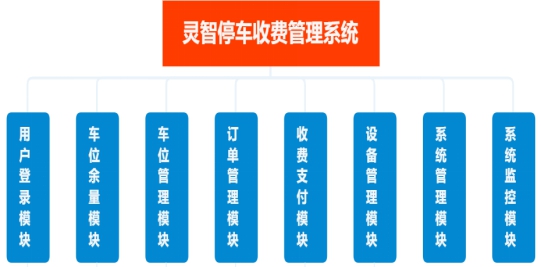 灵智停车收费管理系统
用户登录模块
车位余量模块
车位管理模块
订单管理模块
收费支付模块
设备管理模块
系统管理模块
系统监控模块